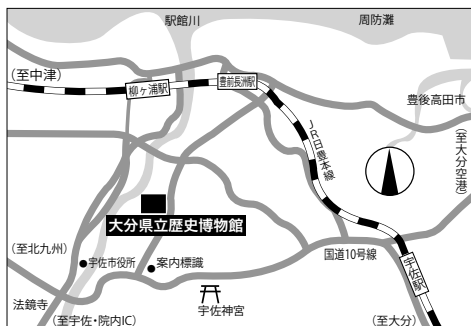 駅館川
周防灘
(至中津)
柳ヶ浦駅
豊前長洲駅
豊後高田市
JR日豊本線
(至大分空港)
大分県立歴史博物館
(至北九州)
宇佐市役所
案内標識
国道10号線
宇佐駅
法鏡寺
宇佐神宮
(至宇佐・院内IC)
(至大分)